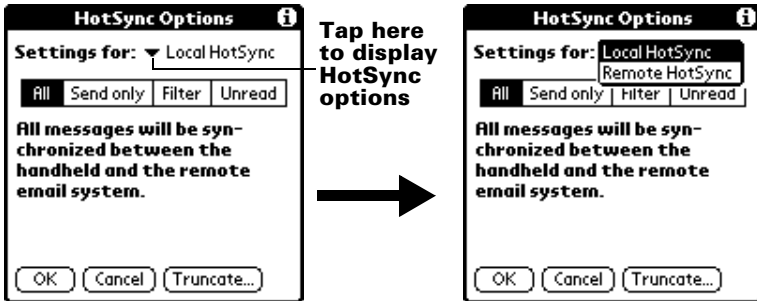 HotSync Options
Settings for: Local HotSync
All Send only Filter Unread
All messages will be syn-
chronized between the
handheld and the remote
email system.
OK Cancel Truncate...
Tap here
to display
HotSync
options
HotSync Options
Settings for: Local HotSync
Remote HotSync
All Send only Filter Unread
All messages will be syn-
chronized between the
handheld and the remote
email system.
OK Cancel Truncate...